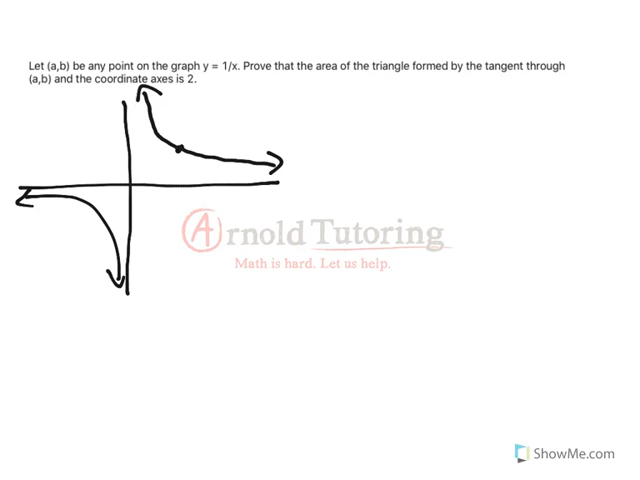 Let (a,b) be any point on the graph y = 1/x. Prove that the area of the triangle formed by the tangent through
(a,b) and the coordinate axes is 2.
Arnold Tutoring
Math is hard. Let us help.
ShowMe.com